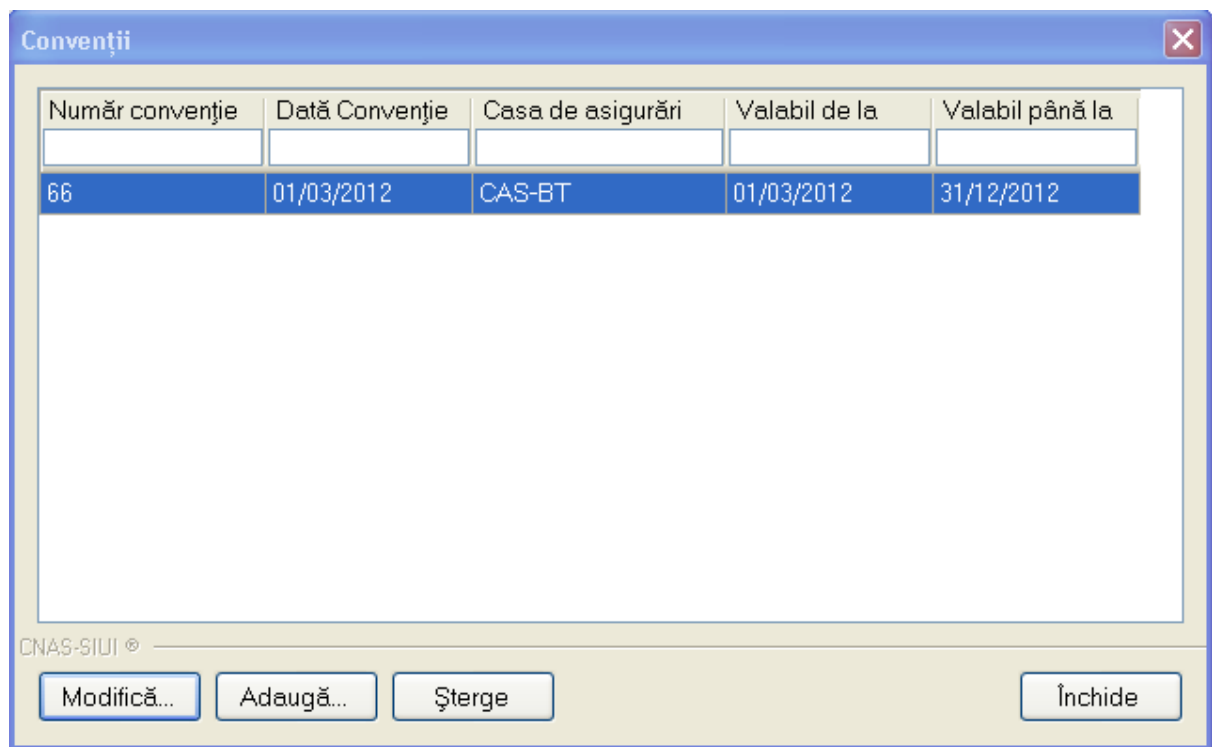 Convenții
Număr convenţie Dată Convenţie Casa de asigurări Valabil de la Valabil până la
66 01/03/2012 CAS-BT 01/03/2012 31/12/2012
CNAS-SIUI ®
Modifică... Adaugă... Şterge Închide